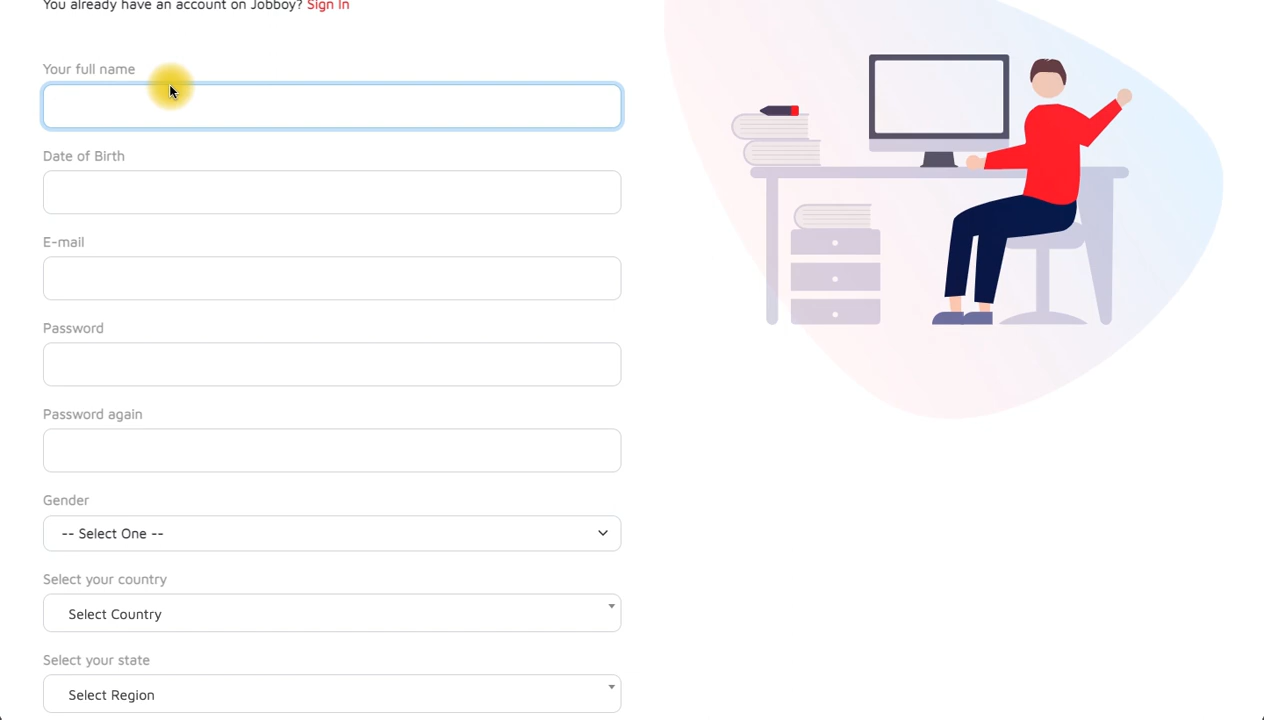 You already have an account on Jobboy? Sign In
Your full name
Date of Birth
E-mail
Password
Password again
Gender
-- Select One --
Select your country
Select Country
Select your state
Select Region